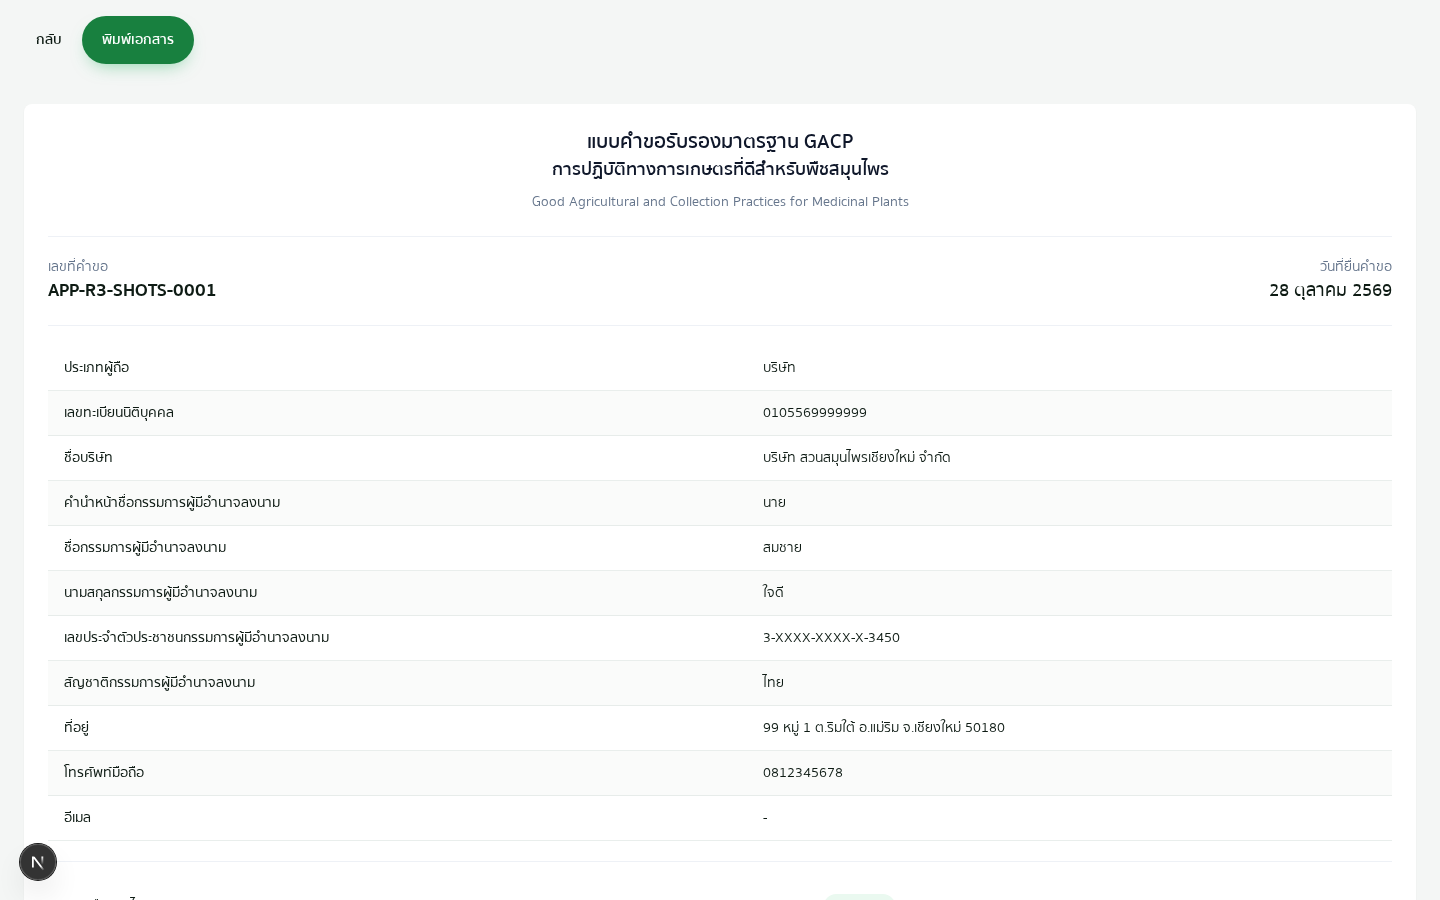 กลับ
พิมพ์เอกสาร
แบบคำขอรับรองมาตรฐาน GACP
การปฏิบัติทางการเกษตรที่ดีสำหรับพืชสมุนไพร
Good Agricultural and Collection Practices for Medicinal Plants
เลขที่คำขอ
APP-R3-SHOTS-0001
วันที่ยื่นคำขอ
28 ตุลาคม 2569
ประเภทผู้ถือ บริษัท
เลขทะเบียนนิติบุคคล 0105569999999
ชื่อบริษัท บริษัท สวนสมุนไพรเชียงใหม่ จำกัด
คำนำหน้าชื่อกรรมการผู้มีอำนาจลงนาม นาย
ชื่อกรรมการผู้มีอำนาจลงนาม สมชาย
นามสกุลกรรมการผู้มีอำนาจลงนาม ใจดี
เลขประจำตัวประชาชนกรรมการผู้มีอำนาจลงนาม 3-XXXX-XXXX-X-3450
สัญชาติกรรมการผู้มีอำนาจลงนาม ไทย
ที่อยู่ 99 หมู่ 1 ต.ริมใต้ อ.แม่ริม จ.เชียงใหม่ 50180
โทรศัพท์มือถือ 0812345678
อีเมล -
N